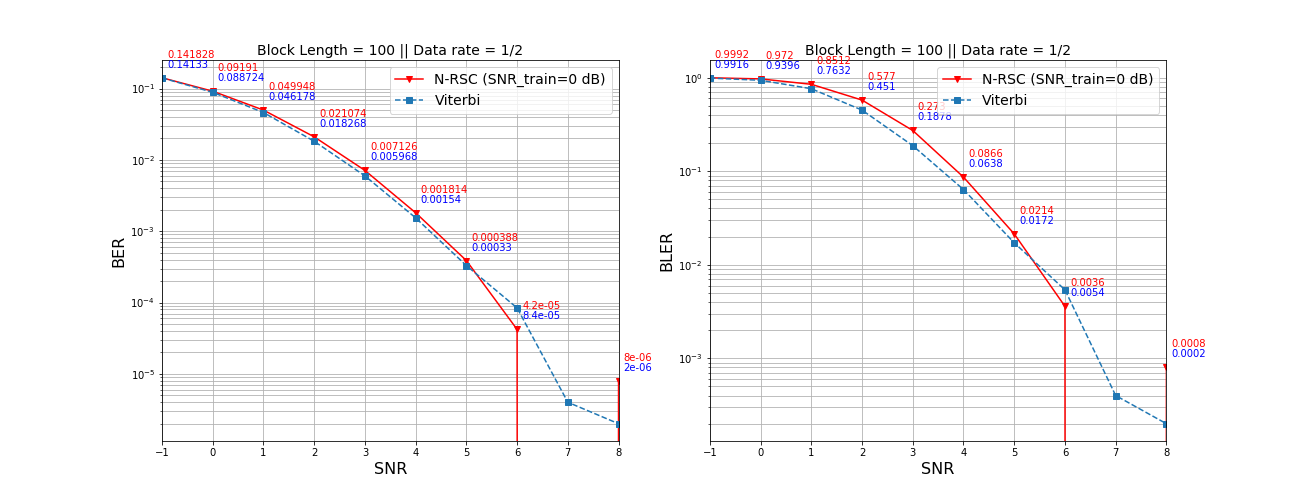 Block Length = 100 || Data rate = 1/2
0.141828
0.14133
0.09191
0.088724
0.049948
0.046178
0.021074
0.018268
0.007126
0.005968
0.001814
0.00154
0.000388
0.00033
4.2e-05
8.4e-05
8e-06
2e-06
N-RSC (SNR_train=0 dB)
Viterbi
BER
10⁻¹
10⁻²
10⁻³
10⁻⁴
10⁻⁵
−1 0 1 2 3 4 5 6 7 8
SNR
Block Length = 100 || Data rate = 1/2
0.9992
0.9916
0.972
0.9396
0.8512
0.7632
0.577
0.451
0.1878
0.0866
0.0638
0.0214
0.0172
0.0036
0.0054
0.0008
0.0002
N-RSC (SNR_train=0 dB)
Viterbi
BLER
10⁰
10⁻¹
10⁻²
10⁻³
−1 0 1 2 3 4 5 6 7 8
SNR